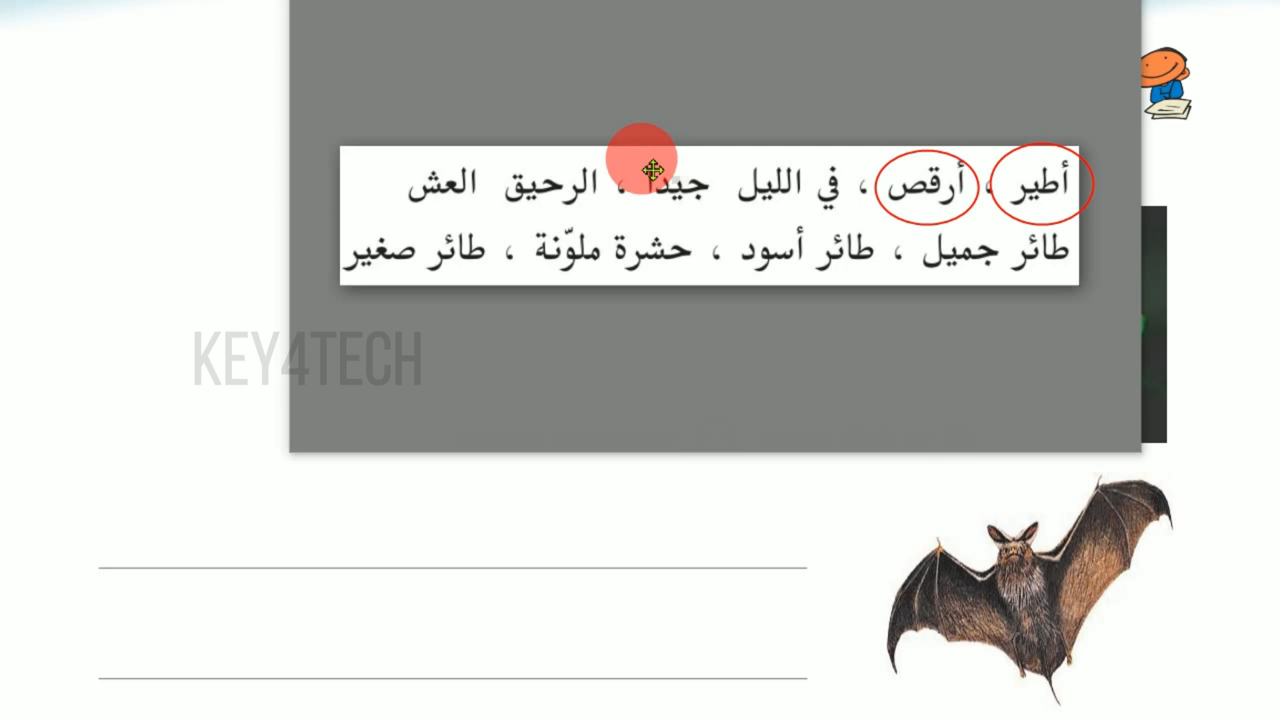 أطير ، أرقص ، في الليل جيدا ، الرحيق العش
طائر جميل ، طائر أسود ، حشرة ملوّنة ، طائر صغير
KEY4TECH